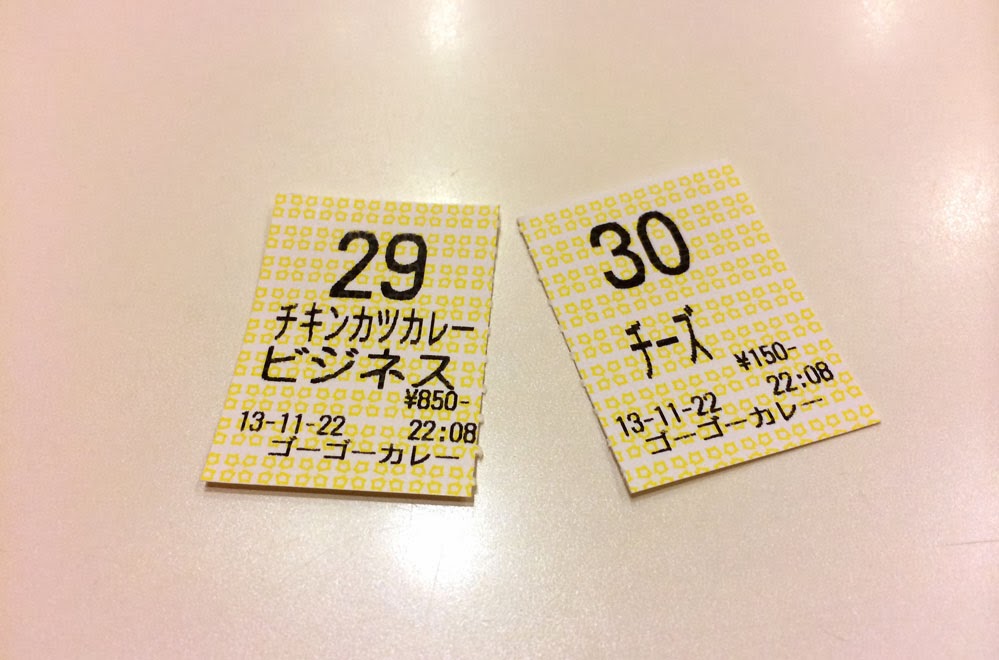 29
チキンカツカレー
ビジネス
¥850-
13-11-22 22:08
ゴーゴーカレー
30
チーズ
¥150-
13-11-22 22:08
ゴーゴーカレー